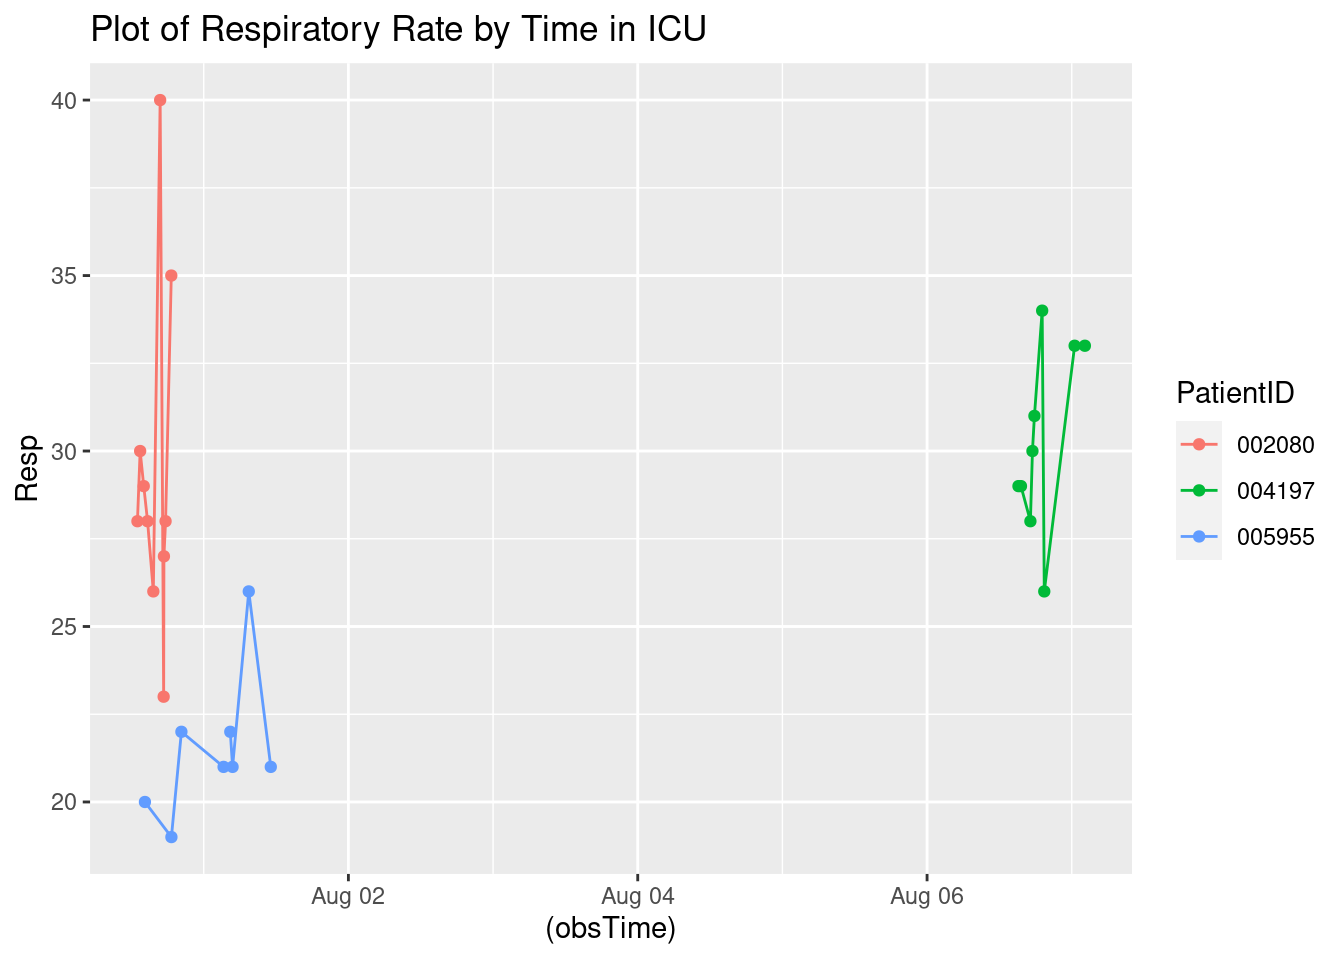 Plot of Respiratory Rate by Time in ICU
40
35
30
25
20
Resp
Aug 02 Aug 04 Aug 06
(obsTime)
PatientID
002080
004197
005955